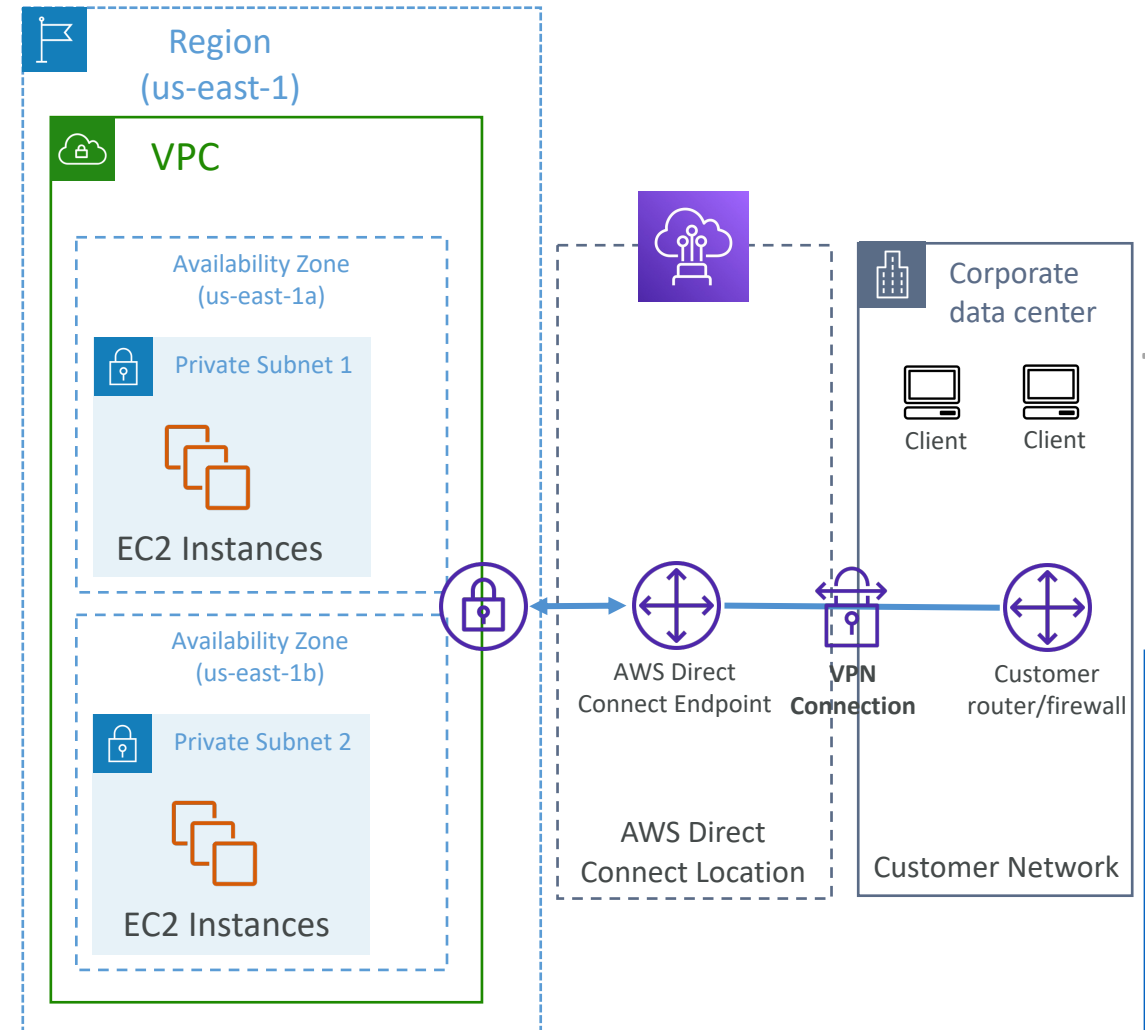 Region
(us-east-1)
VPC
Availability Zone
(us-east-1a)
Private Subnet 1
EC2 Instances
Availability Zone
(us-east-1b)
Private Subnet 2
EC2 Instances
AWS Direct
Connect Endpoint
AWS Direct
Connect Location
VPN
Connection
Corporate
data center
Client
Client
Customer
router/firewall
Customer Network